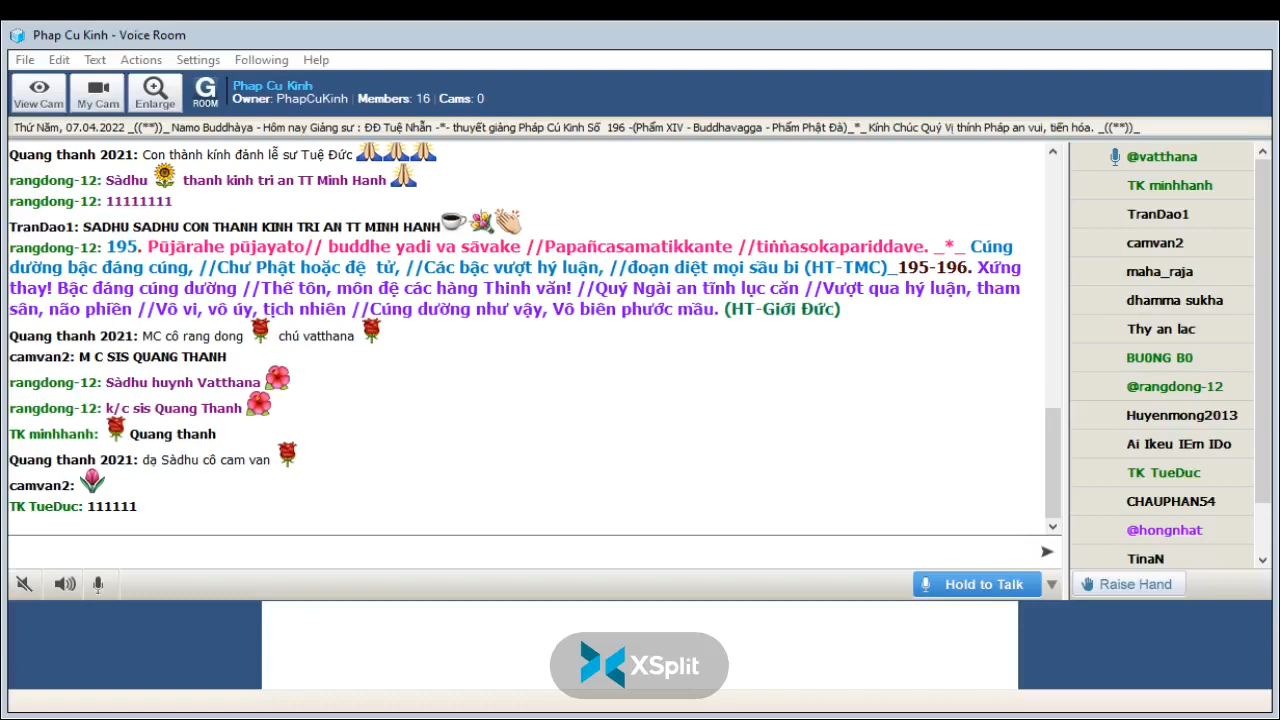 Phap Cu Kinh - Voice Room
File Edit Text Actions Settings Following Help
View Cam My Cam Enlarge G ROOM
Phap Cu Kinh
Owner: PhapCuKinh | Members: 16 | Cams: 0
Thứ Năm, 07.04.2022 _((**))_ Namo Buddhàya - Hôm nay Giảng sư : ĐĐ Tuệ Nhẫn -*- thuyết giảng Pháp Cú Kinh Số 196 -(Phẩm XIV - Buddhavagga - Phẩm Phật Đà)_*_ Kính Chúc Quý Vị thính Pháp an vui, tiến hóa. _((**))_
Quang thanh 2021: Con thành kính đảnh lễ sư Tuệ Đức
rangdong-12: Sàdhu thanh kinh tri an TT Minh Hanh
rangdong-12: 11111111
TranDao1: SADHU SADHU CON THANH KINH TRI AN TT MINH HANH
rangdong-12: 195. Pūjārahe pūjayato// buddhe yadi va sāvake //Papañcasamatikkante //tiṅṅasokapariddave. _*_ Cúng
dường bậc đáng cúng, //Chư Phật hoặc đệ tử, //Các bậc vượt hý luận, //đoạn diệt mọi sầu bi (HT-TMC)_195-196. Xứng
thay! Bậc đáng cúng dường //Thế tôn, môn đệ các hàng Thinh văn! //Quý Ngài an tĩnh lục căn //Vượt qua hý luận, tham
sân, não phiền //Vô vi, vô úy, tịch nhiên //Cúng dường như vậy, Vô biên phước mầu. (HT-Giới Đức)
Quang thanh 2021: MC cô rang dong chú vatthana
camvan2: M C SIS QUANG THANH
rangdong-12: Sàdhu huynh Vatthana
rangdong-12: k/c sis Quang Thanh
TK minhhanh: Quang thanh
Quang thanh 2021: dạ Sàdhu cô cam van
camvan2:
TK TueDuc: 111111
@vatthana
TK minhhanh
TranDao1
camvan2
maha_raja
dhamma sukha
Thy an lac
BU0NG B0
@rangdong-12
Huyenmong2013
Ai Ikeu IEm IDo
TK TueDuc
CHAUPHAN54
@hongnhat
TinaN
Hold to Talk
Raise Hand
XSplit